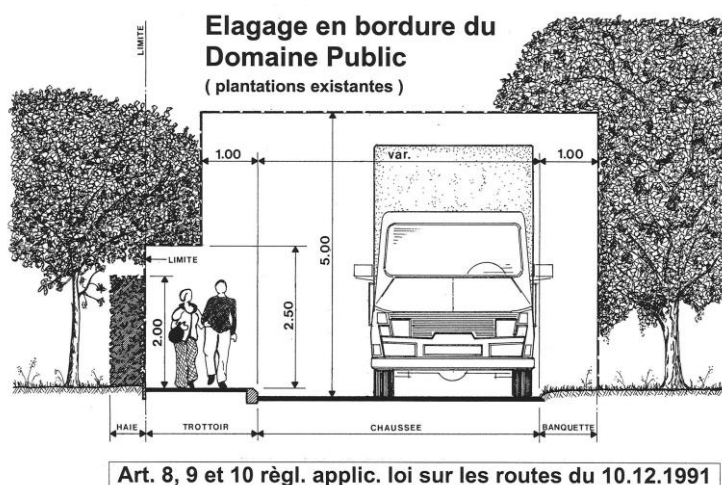 Elagage en bordure du
Domaine Public
( plantations existantes )
LIMITE
1.00
var.
1.00
LIMITE
5.00
2.50
2.00
HAIE
TROTTOIR
CHAUSSEE
BANQUETTE
Art. 8, 9 et 10 règl. applic. loi sur les routes du 10.12.1991